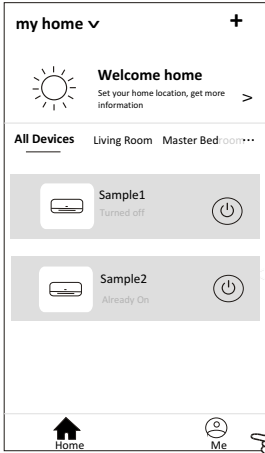 my home
Welcome home
Set your home location, get more
information
All Devices Living Room Master Bedroom
Sample1
Turned off
Sample2
Already On
Home Me